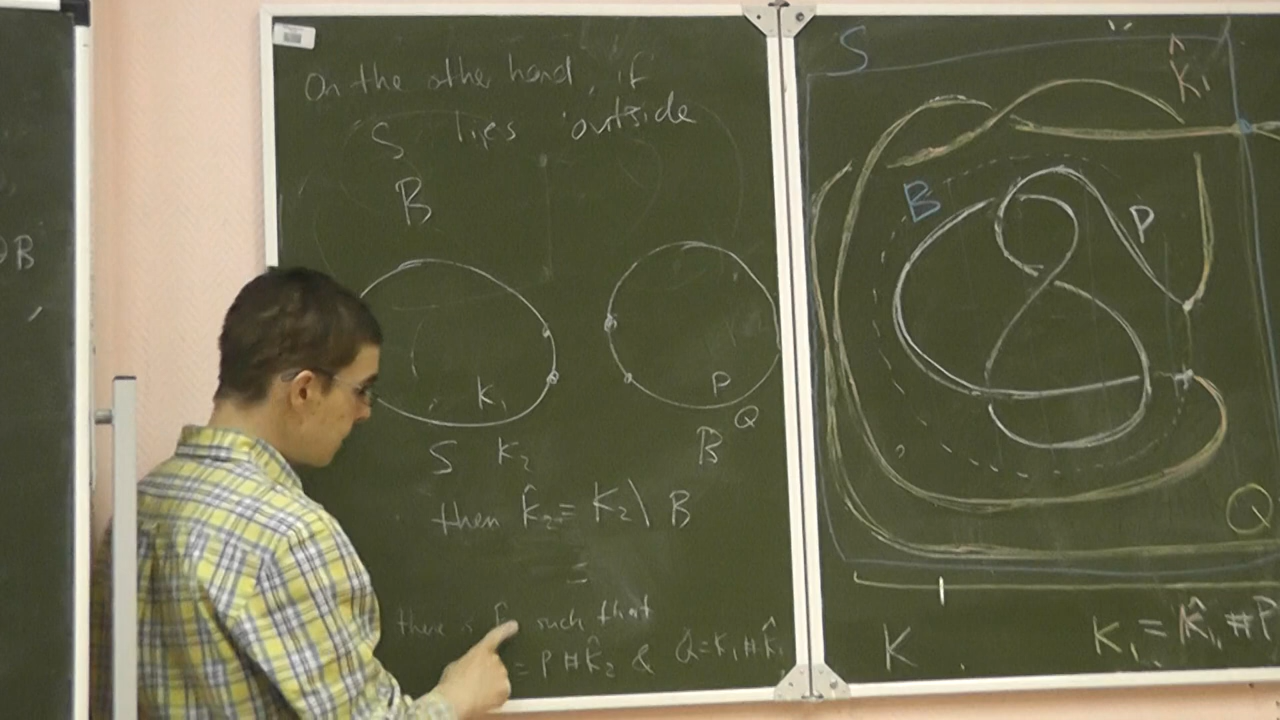 ∂B
On the other hand, if
S lies outside
B
K₁
S K₂
P
Q
B
then K̂₂ = K₂ \ B
=
there is such that
= P # K̂₂ & Q = K₁ # K̂
S
K̂₁
B
P
Q
K
K₁ = K̂₁ # P